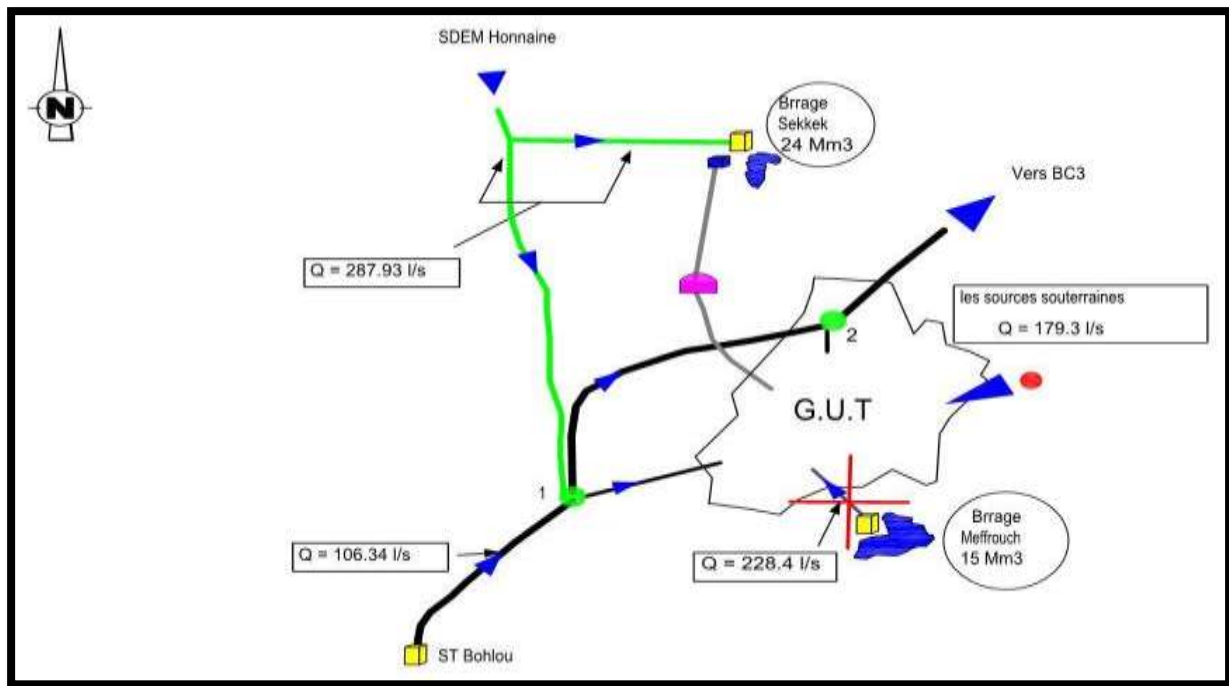 SDEM Honnaine
N
Brrage
Sekkek
24 Mm3
Vers BC3
Q = 287.93 l/s
les sources souterraines
Q = 179.3 l/s
2
G.U.T
1
Q = 106.34 l/s
Q = 228.4 l/s
Brrage
Meffrouch
15 Mm3
ST Bohlou